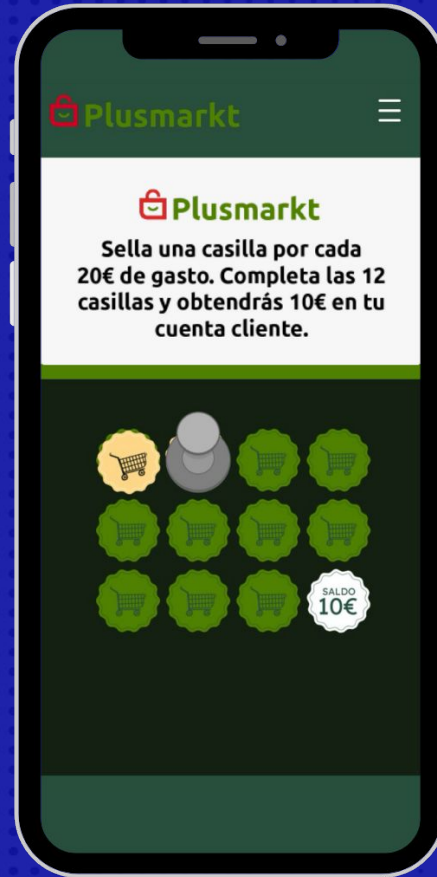 Plusmarkt
Plusmarkt
Sella una casilla por cada
20€ de gasto. Completa las 12
casillas y obtendrás 10€ en tu
cuenta cliente.
SALDO
10€